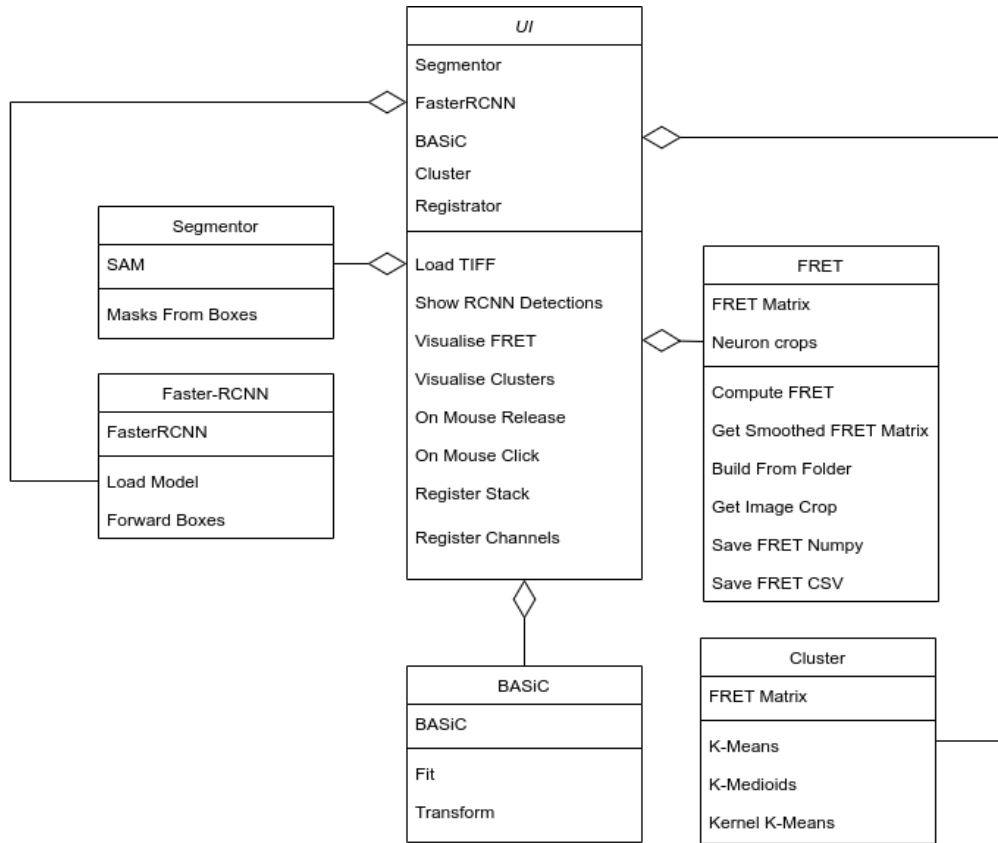 UI
Segmentor
FasterRCNN
BASiC
Cluster
Registrator
Load TIFF
Show RCNN Detections
Visualise FRET
Visualise Clusters
On Mouse Release
On Mouse Click
Register Stack
Register Channels
Segmentor
SAM
Masks From Boxes
Faster-RCNN
FasterRCNN
Load Model
Forward Boxes
FRET
FRET Matrix
Neuron crops
Compute FRET
Get Smoothed FRET Matrix
Build From Folder
Get Image Crop
Save FRET Numpy
Save FRET CSV
BASiC
BASiC
Fit
Transform
Cluster
FRET Matrix
K-Means
K-Medioids
Kernel K-Means